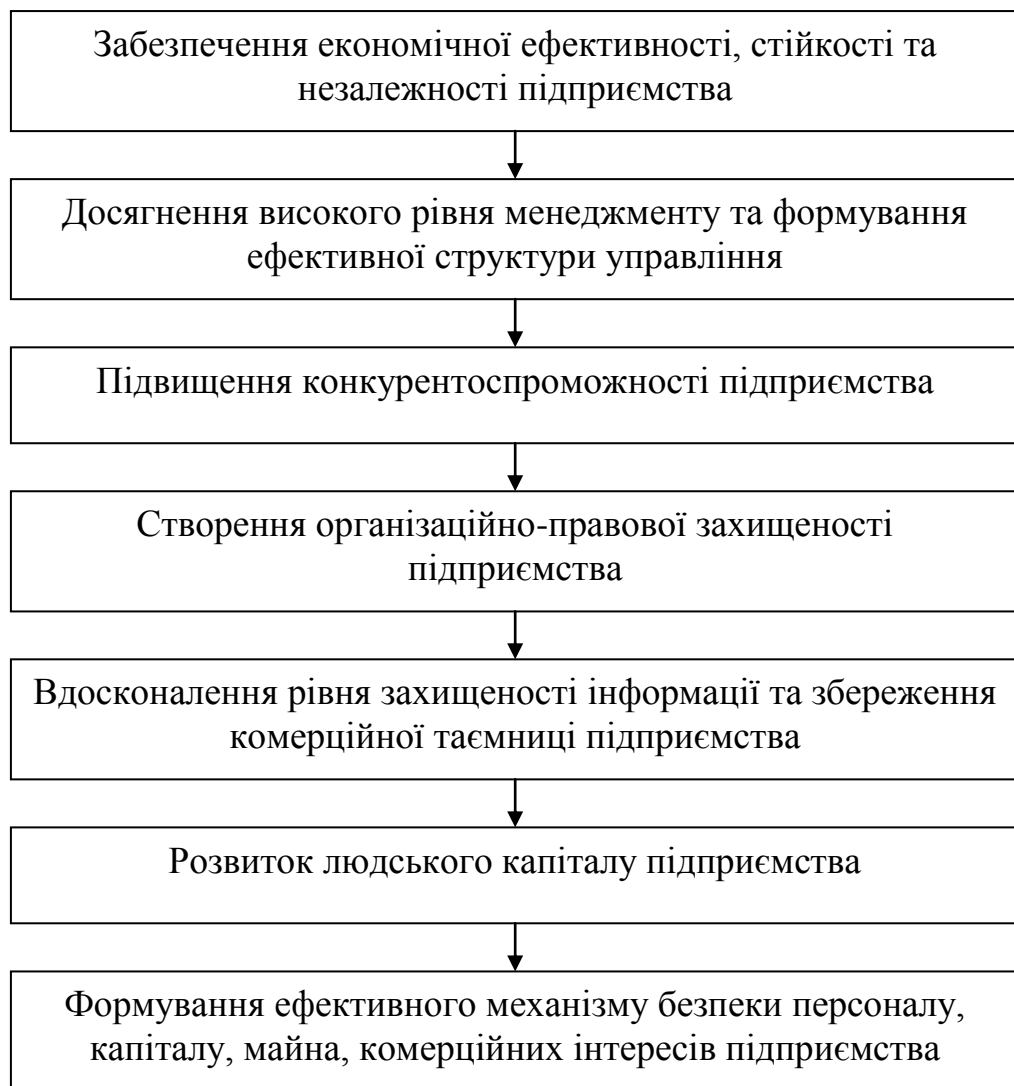 Забезпечення економічної ефективності, стійкості та
незалежності підприємства
Досягнення високого рівня менеджменту та формування
ефективної структури управління
Підвищення конкурентоспроможності підприємства
Створення організаційно-правової захищеності
підприємства
Вдосконалення рівня захищеності інформації та збереження
комерційної таємниці підприємства
Розвиток людського капіталу підприємства
Формування ефективного механізму безпеки персоналу,
капіталу, майна, комерційних інтересів підприємства